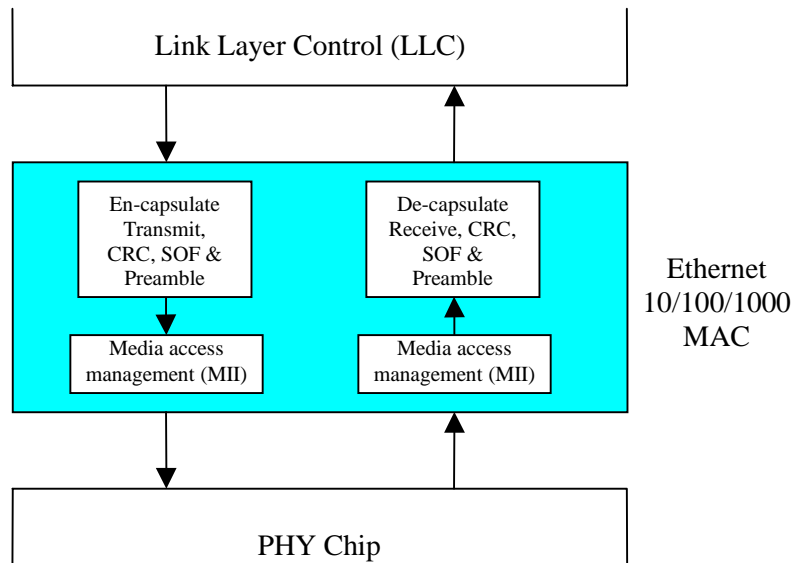 Link Layer Control (LLC)
En-capsulate
Transmit,
CRC, SOF &
Preamble
De-capsulate
Receive, CRC,
SOF &
Preamble
Ethernet
10/100/1000
MAC
Media access
management (MII)
Media access
management (MII)
PHY Chip